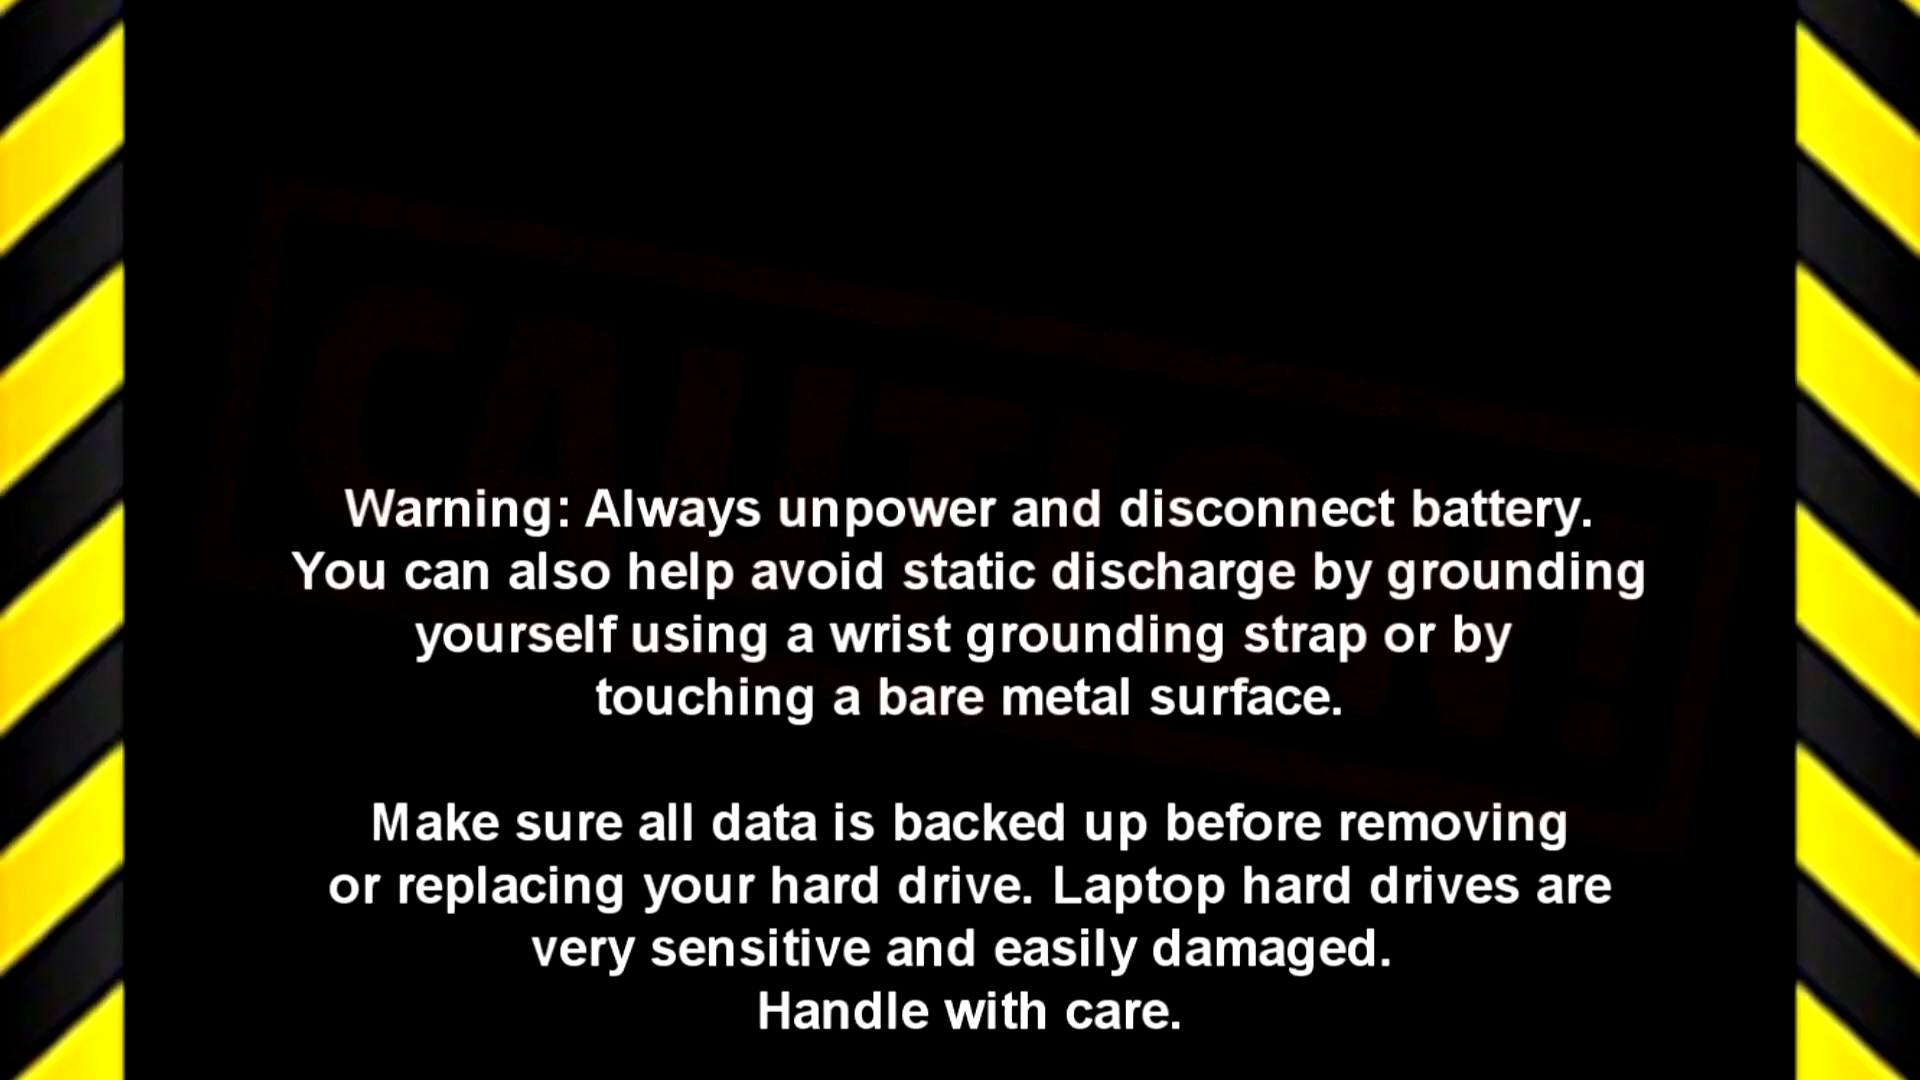 CAUTION!
Warning: Always unpower and disconnect battery.
You can also help avoid static discharge by grounding
yourself using a wrist grounding strap or by
touching a bare metal surface.
Make sure all data is backed up before removing
or replacing your hard drive. Laptop hard drives are
very sensitive and easily damaged.
Handle with care.